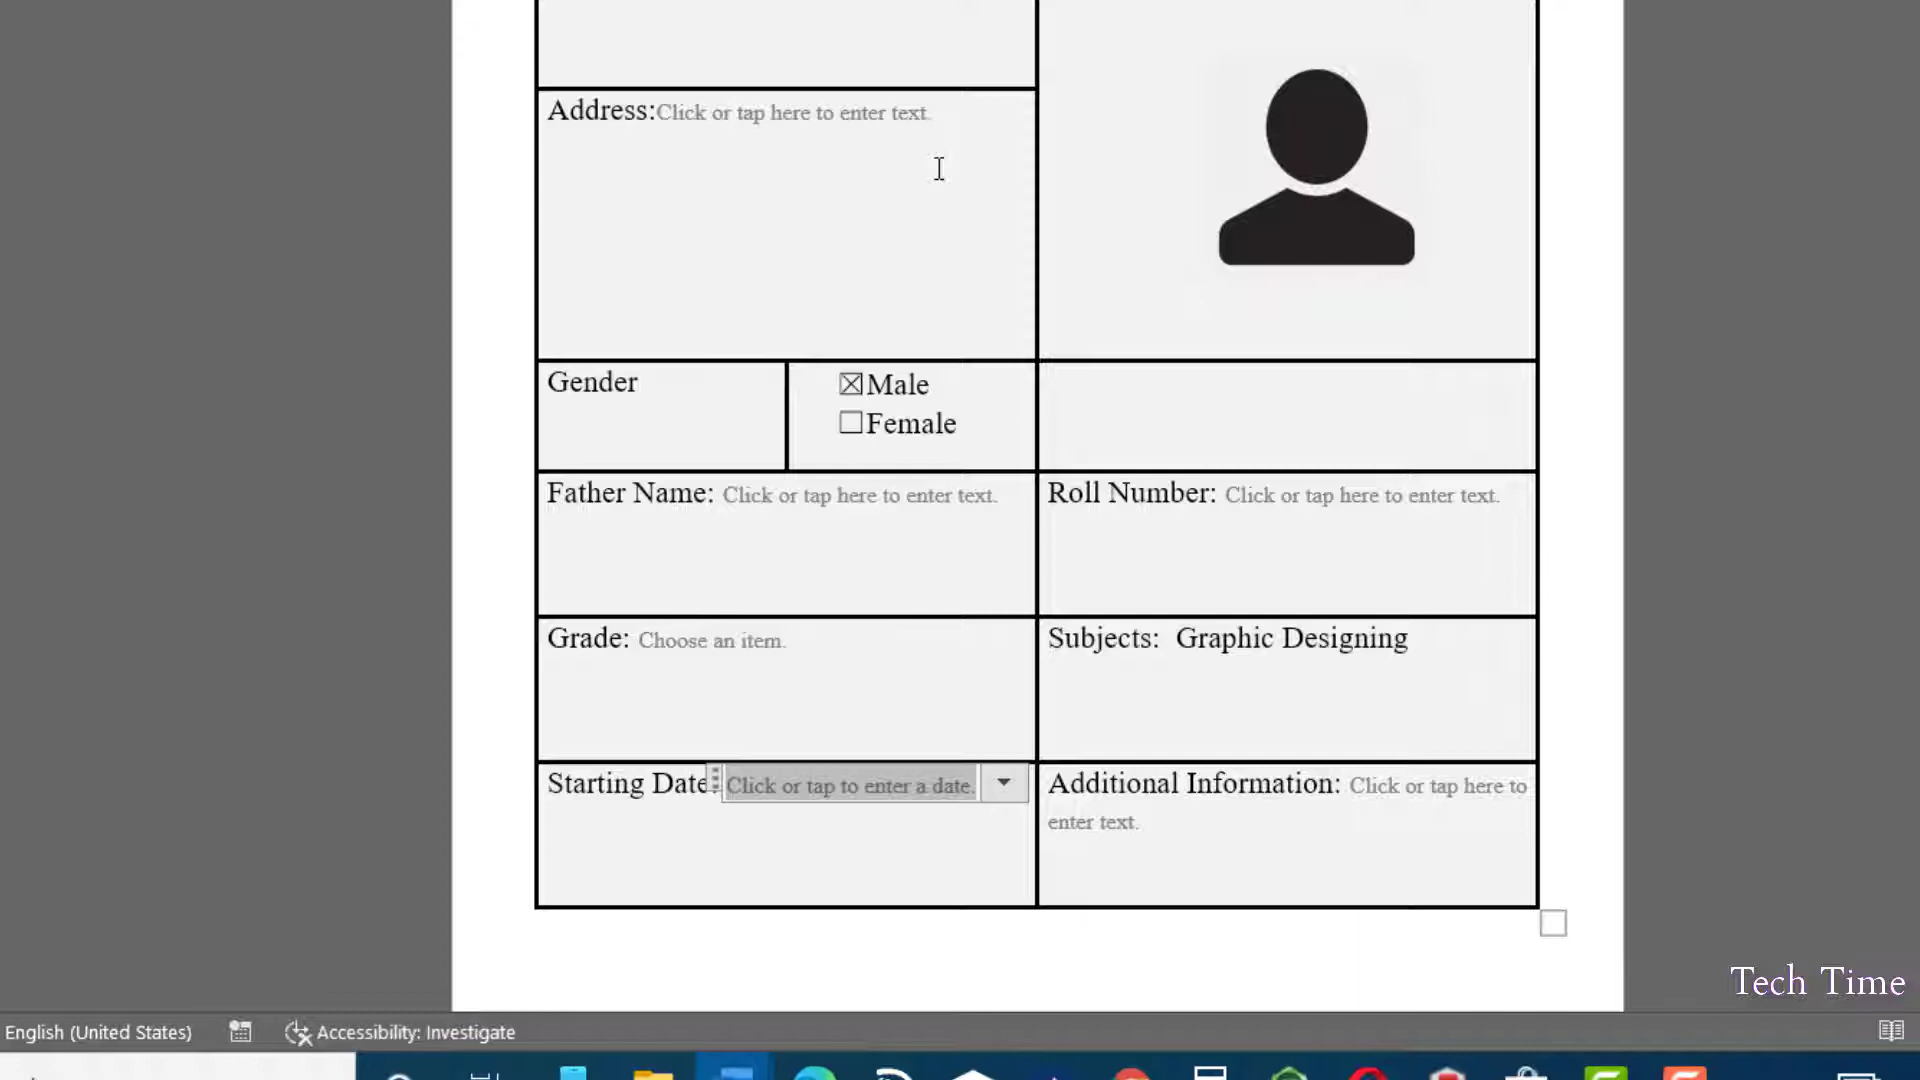 Address:Click or tap here to enter text.
Gender
☒Male
☐Female
Father Name: Click or tap here to enter text.
Roll Number: Click or tap here to enter text.
Grade: Choose an item.
Subjects: Graphic Designing
Starting Date: Click or tap to enter a date.
Additional Information: Click or tap here to
enter text.
Tech Time
English (United States)
Accessibility: Investigate